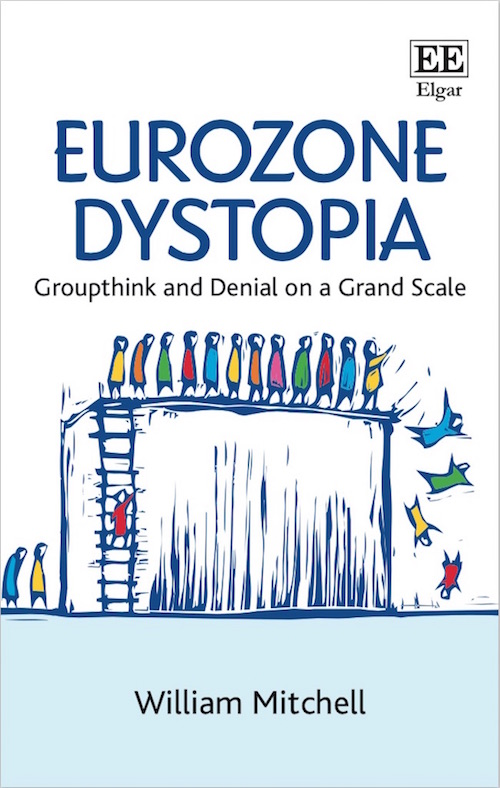 EE
Elgar
EUROZONE
DYSTOPIA
Groupthink and Denial on a Grand Scale
William Mitchell